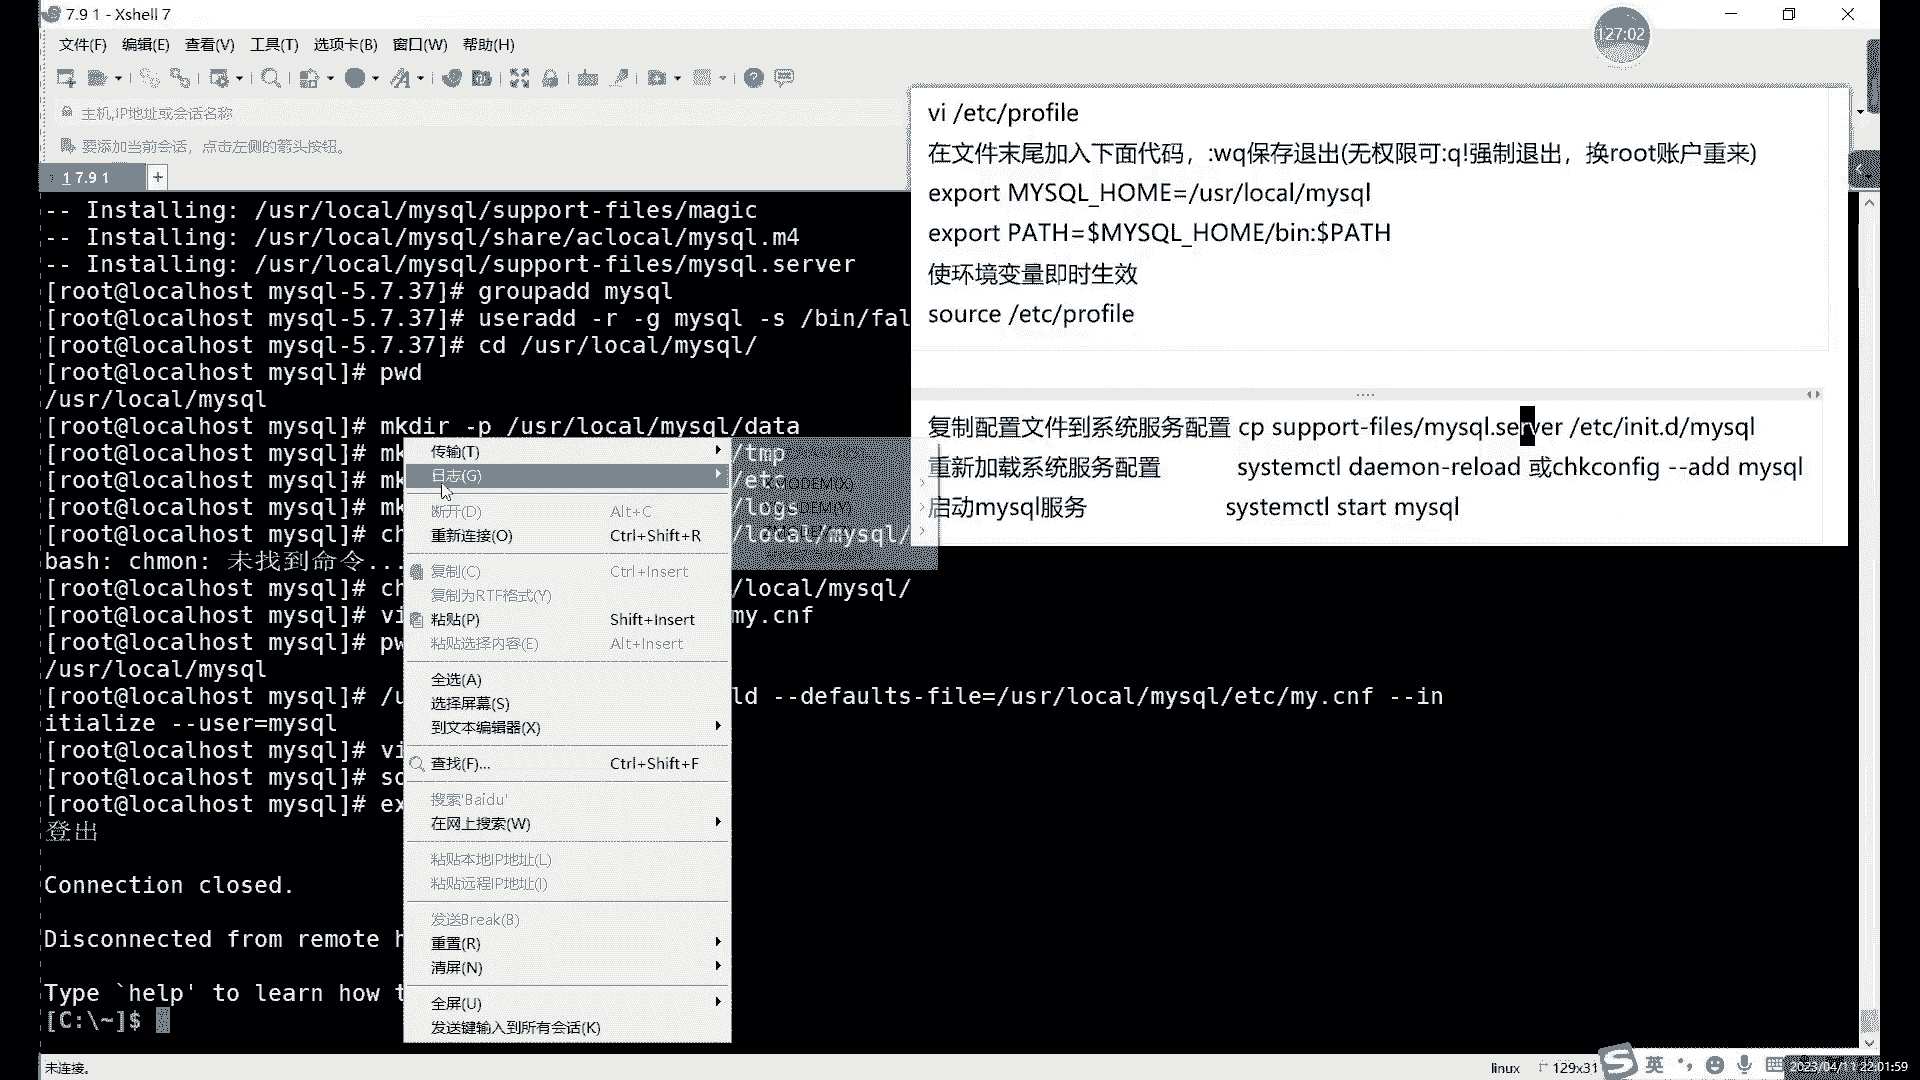 7.9 1 - Xshell 7
127:02
文件(F) 编辑(E) 查看(V) 工具(T) 选项卡(B) 窗口(W) 帮助(H)
主机,IP地址或会话名称
要添加当前会话，点击左侧的箭头按钮。
1 7.9 1 +
-- Installing: /usr/local/mysql/support-files/magic
-- Installing: /usr/local/mysql/share/aclocal/mysql.m4
-- Installing: /usr/local/mysql/support-files/mysql.server
[root@localhost mysql-5.7.37]# groupadd mysql
[root@localhost mysql-5.7.37]# useradd -r -g mysql -s /bin/fal
[root@localhost mysql-5.7.37]# cd /usr/local/mysql/
[root@localhost mysql]# pwd
/usr/local/mysql
[root@localhost mysql]# mkdir -p /usr/local/mysql/data
[root@localhost mysql]# mk /tmp
[root@localhost mysql]# mk /etc
[root@localhost mysql]# mk /logs
[root@localhost mysql]# ch /local/mysql/
bash: chmon: 未找到命令...
[root@localhost mysql]# ch /local/mysql/
[root@localhost mysql]# vi my.cnf
[root@localhost mysql]# pw
/usr/local/mysql
[root@localhost mysql]# /u ld --defaults-file=/usr/local/mysql/etc/my.cnf --in
itialize --user=mysql
[root@localhost mysql]# vi
[root@localhost mysql]# so
[root@localhost mysql]# ex
登出
Connection closed.
Disconnected from remote h
Type `help' to learn how t
[C:\~]$
传输(T)
日志(G)
断开(D) Alt+C
重新连接(O) Ctrl+Shift+R
复制(C) Ctrl+Insert
复制为RTF格式(Y)
粘贴(P) Shift+Insert
粘贴选择内容(E) Alt+Insert
全选(A)
选择屏幕(S)
到文本编辑器(X)
查找(F)... Ctrl+Shift+F
搜索'Baidu'
在网上搜索(W)
粘贴本地IP地址(L)
粘贴远程IP地址(I)
发送Break(B)
重置(R)
清屏(N)
全屏(U)
发送键输入到所有会话(K)
vi /etc/profile
在文件末尾加入下面代码，:wq保存退出(无权限可:q!强制退出，换root账户重来)
export MYSQL_HOME=/usr/local/mysql
export PATH=$MYSQL_HOME/bin:$PATH
使环境变量即时生效
source /etc/profile
复制配置文件到系统服务配置 cp support-files/mysql.server /etc/init.d/mysql
重新加载系统服务配置 systemctl daemon-reload 或chkconfig --add mysql
启动mysql服务 systemctl start mysql
未连接。
linux
129x31
英
2023/04/11 22:01:59